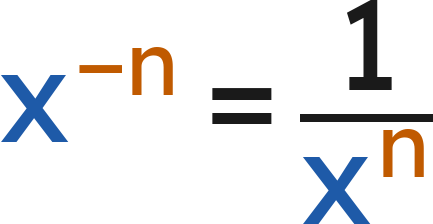 x⁻ⁿ = 1/xⁿ